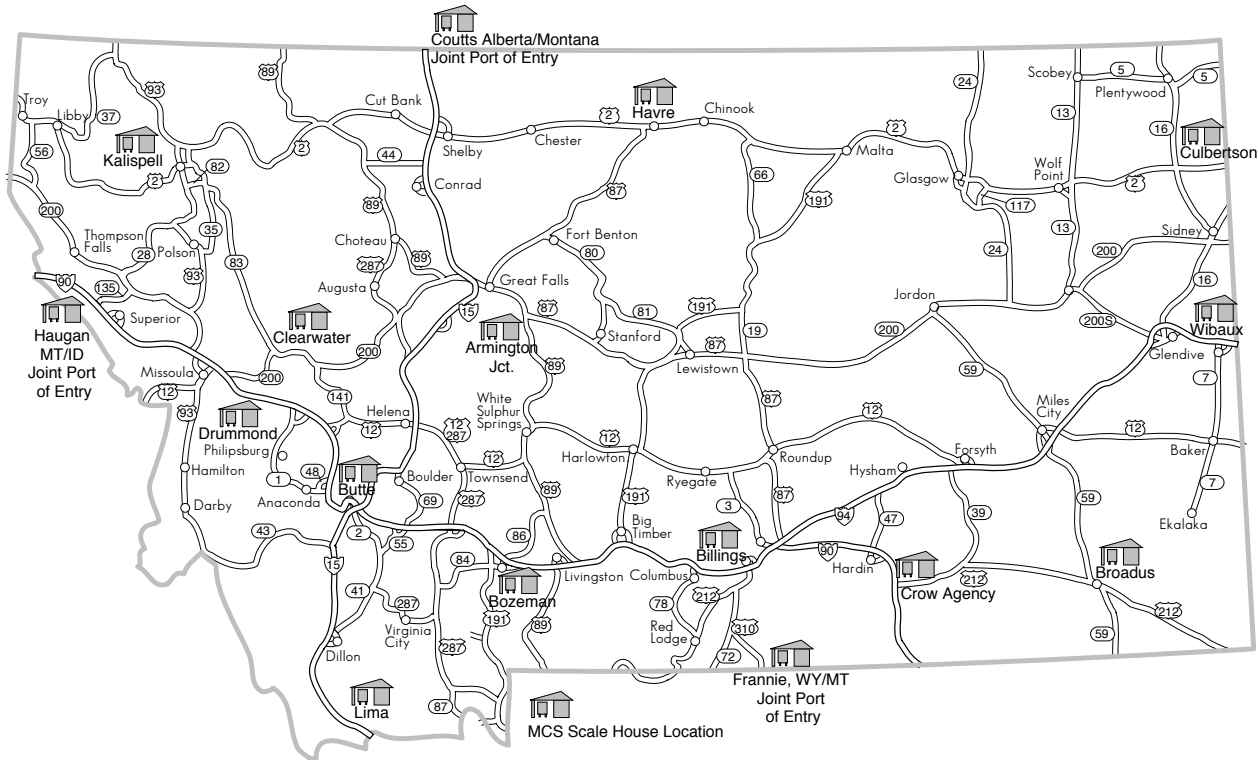 Coutts Alberta/Montana
Joint Port of Entry
89
93
24
Scobey
5
5
Plentywood
Troy
Libby
37
Cut Bank
Havre
Chinook
2
13
16
Culbertson
Kalispell
56
2
Shelby
Chester
2
Malta
44
82
2
Conrad
66
Glasgow
Wolf
Point
2
87
191
117
200
89
35
Thompson
Falls
28
Polson
83
Choteau
89
Fort Benton
80
13
Sidney
24
200
93
287
90
135
Augusta
Great Falls
16
Haugan
MT/ID
Joint Port
of Entry
Superior
Clearwater
15
87
81
191
Jordon
200S
Wibaux
Armington
Jct.
Stanford
19
200
Glendive
200
87
Lewistown
Missoula
200
89
59
7
12
93
141
White
Sulphur
Springs
87
Miles
City
Drummond
Philipsburg
Helena
12
12
287
12
12
12
Baker
Harlowton
Roundup
Forsyth
Hamilton
1
48
Butte
Boulder
12
Townsend
Ryegate
Hysham
Anaconda
69
287
89
191
87
59
7
Darby
3
94
47
39
Ekalaka
43
2
55
86
Big
Timber
Billings
90
15
84
Livingston
Columbus
Hardin
Crow Agency
212
Broadus
41
287
Bozeman
78
212
212
Virginia
City
191
89
Red
Lodge
310
59
Dillon
287
72
Frannie, WY/MT
Joint Port
of Entry
Lima
87
MCS Scale House Location